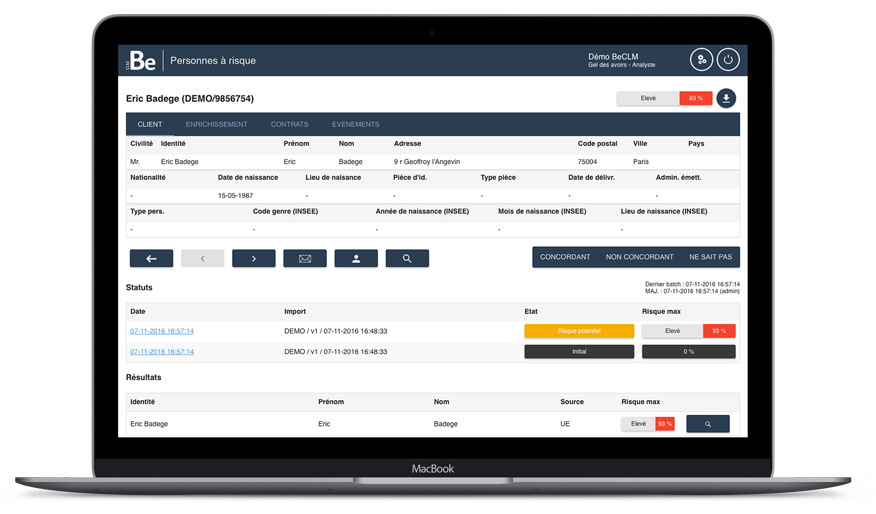 CLM Be Personnes à risque
Dèmo BeCLM
Gel des avoirs - Analyste
Eric Badege (DEMO/9856754) Elevé 93 %
CLIENT ENRICHISSEMENT CONTRATS EVENEMENTS
Civilité Identité Prénom Nom Adresse Code postal Ville Pays
Mr. Eric Badege Eric Badege 9 r Geoffroy l'Angevin 75004 Paris
Nationalité Date de naissance Lieu de naisance Pièce d'id. Type pièce Date de délivr. Admin. émett.
- 15-05-1987 - - - - -
Type pers. Code genre (INSEE) Année de naissance (INSEE) Mois de naissance (INSEE) Lieu de naissance (INSEE)
- - - - -
CONCORDANT NON CONCORDANT NE SAIT PAS
Statuts
Dernier batch : 07-11-2016 16:57:14
MAJ. : 07-11-2016 16:57:14 (admin)
Date Import Etat Risque max
07-11-2016 16:57:14 DEMO / v1 / 07-11-2016 16:48:33 Risque potentiel Elevé 93 %
07-11-2016 16:57:14 DEMO / v1 / 07-11-2016 16:48:33 Initial 0 %
Résultats
Identité Prénom Nom Source Risque max
Eric Badege Eric Badege UE Elevé 93 %
MacBook